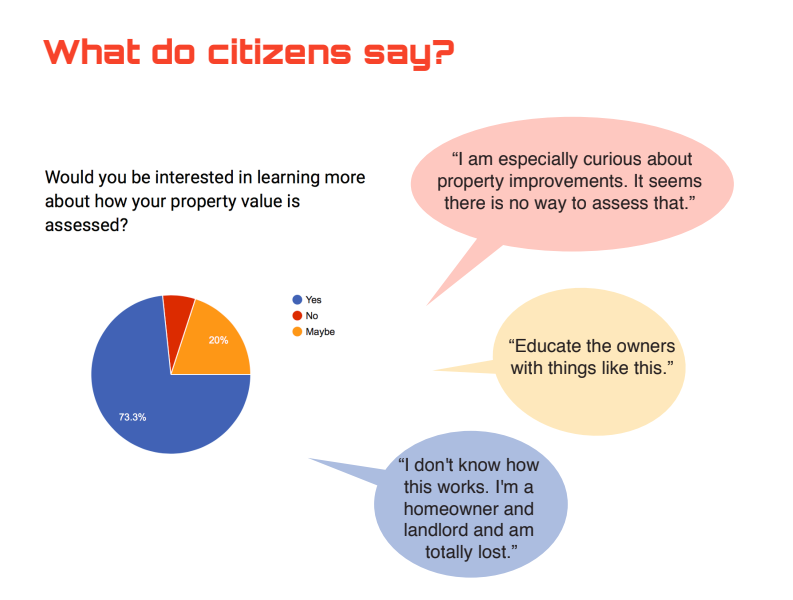 What do citizens say?
Would you be interested in learning more
about how your property value is
assessed?
“I am especially curious about
property improvements. It seems
there is no way to assess that.”
Yes
No
Maybe
20%
73.3%
“Educate the owners
with things like this.”
“I don't know how
this works. I'm a
homeowner and
landlord and am
totally lost.”